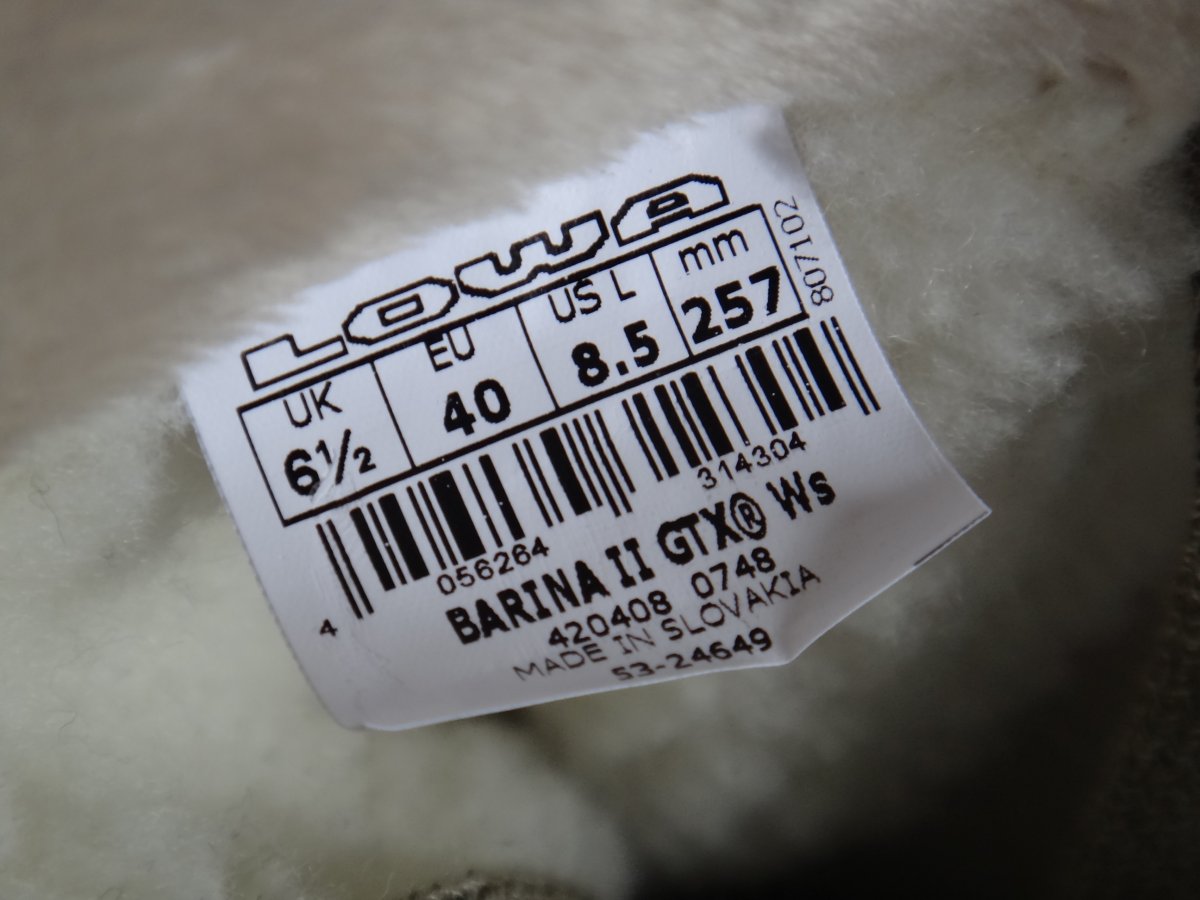 LOWA
UK EU US L mm
6½ 40 8.5 257
807102
4 056264 314304
BARINA II GTX® Ws
420408 0748
MADE IN SLOVAKIA
53-24649